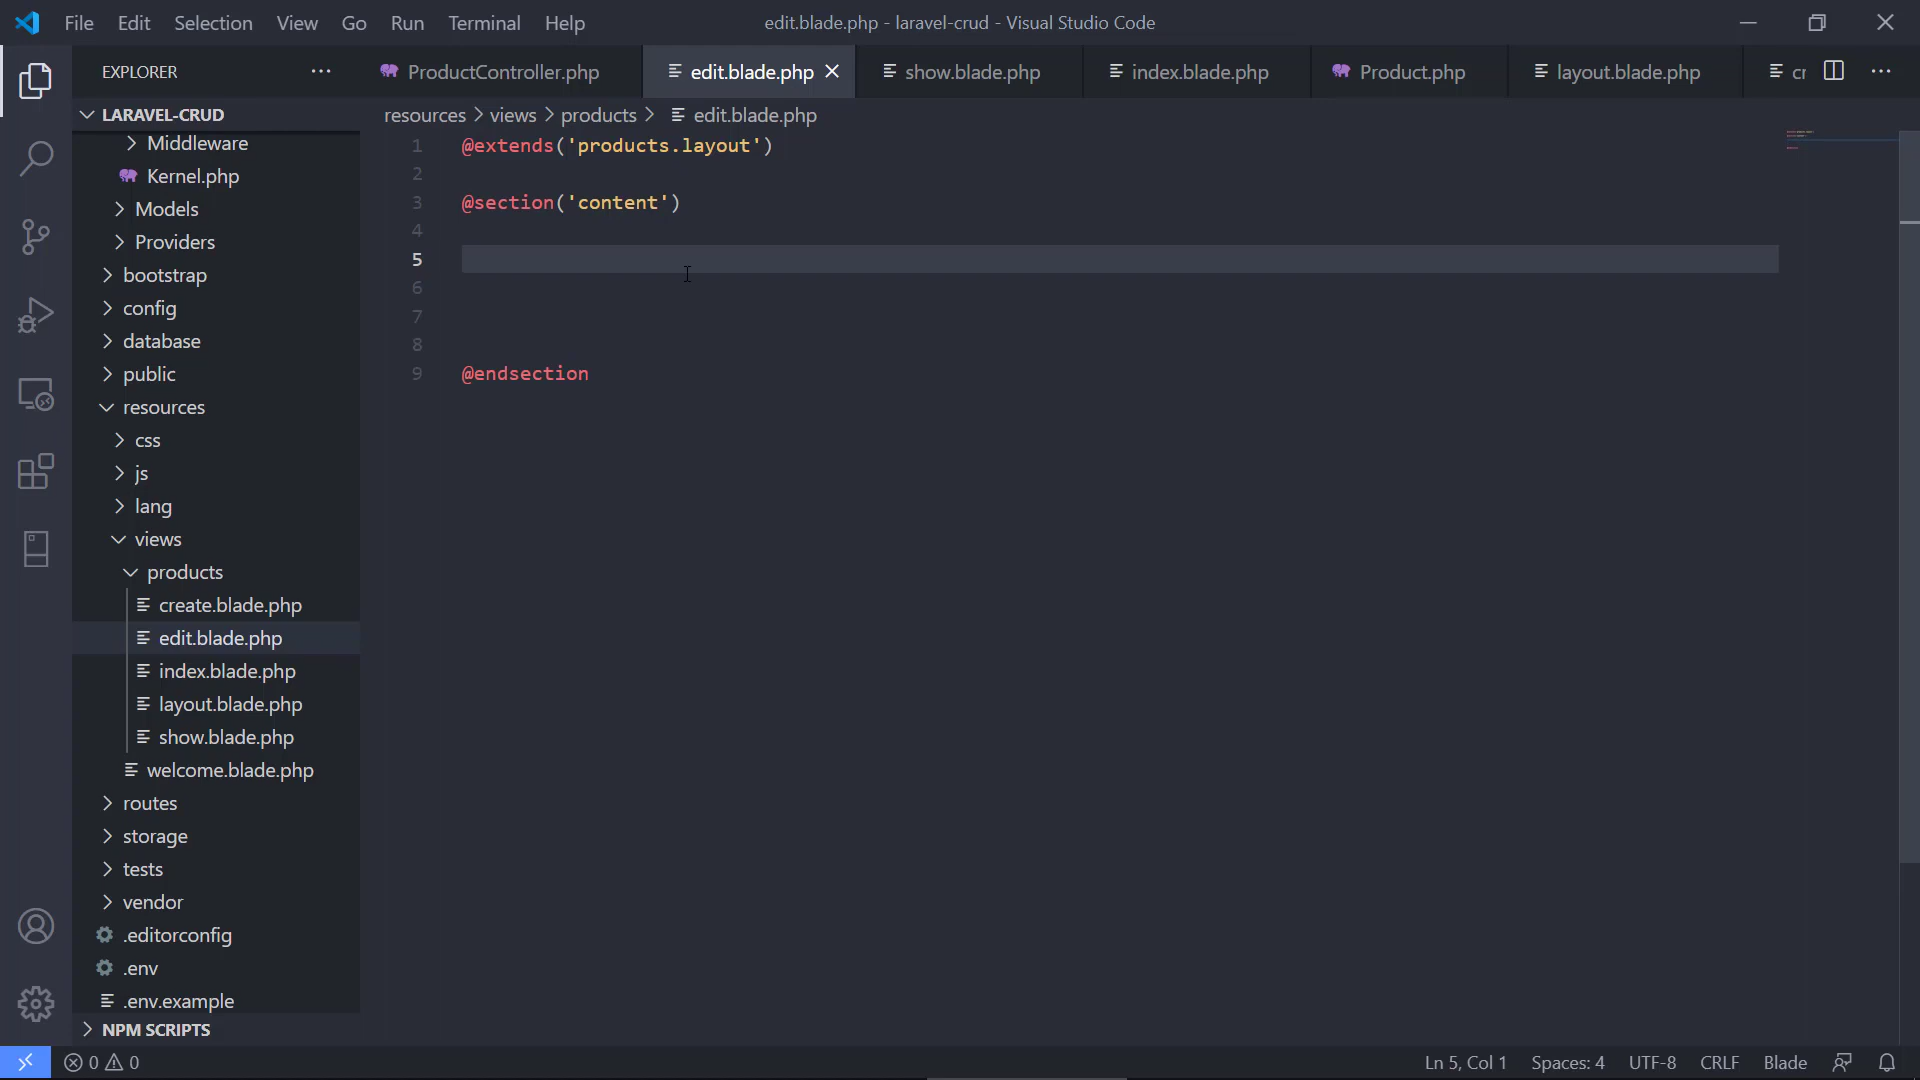 File Edit Selection View Go Run Terminal Help
edit.blade.php - laravel-crud - Visual Studio Code
EXPLORER
ProductController.php
edit.blade.php
show.blade.php
index.blade.php
Product.php
layout.blade.php
cr
LARAVEL-CRUD
resources > views > products > edit.blade.php
Middleware
Kernel.php
Models
Providers
bootstrap
config
database
public
resources
css
js
lang
views
products
create.blade.php
edit.blade.php
index.blade.php
layout.blade.php
show.blade.php
welcome.blade.php
routes
storage
tests
vendor
.editorconfig
.env
.env.example
NPM SCRIPTS
1 @extends('products.layout')
2
3 @section('content')
4
5
6
7
8
9 @endsection
0 0
Ln 5, Col 1 Spaces: 4 UTF-8 CRLF Blade